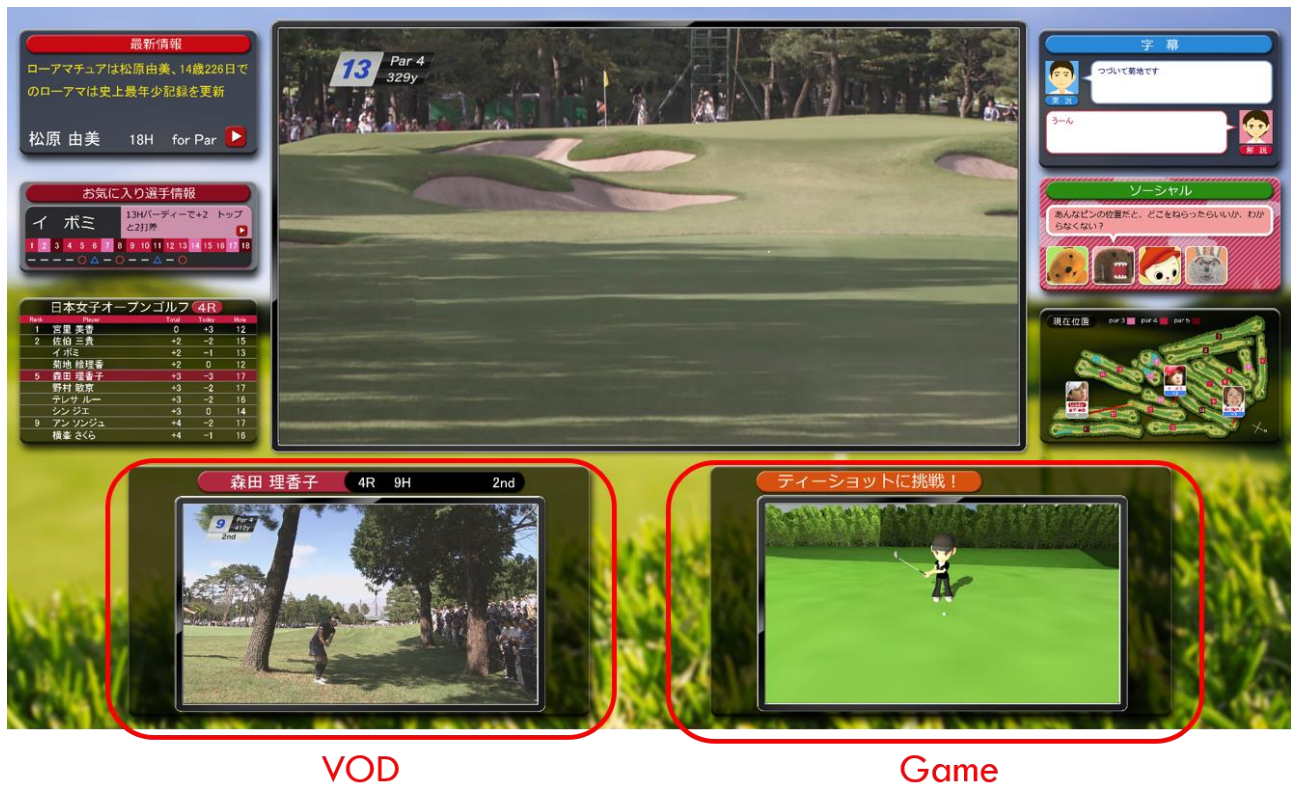 最新情報
ローアマチュアは松原由美、14歳226日で
のローアマは史上最年少記録を更新
松原 由美 18H for Par
お気に入り選手情報
イ ボミ
13Hバーディーで+2 トップ
と2打差
1 2 3 4 5 6 7 8 9 10 11 12 13 14 15 16 17 18
日本女子オープンゴルフ 4R
Rank Player Total Today Hole
1 宮里 美香 0 +3 12
2 佐伯 三貴 +2 -2 15
イ ボミ +2 -1 13
菊地 絵理香 +2 0 12
5 森田 理香子 +3 -3 17
野村 敏京 +3 -2 17
テレサ ルー +3 -2 16
シン ジエ +3 0 14
9 アン ソンジュ +4 -2 17
横峯 さくら +4 -1 16
13 Par 4
329y
字 幕
つづいて菊地です
実 況
うーん
解 説
ソーシャル
あんなピンの位置だと、どこをねらったらいいか、わか
らなくない?
現在位置 par 3 par 4 par 5
森田 理香子 4R 9H 2nd
9 Par 4
412y
2nd
ティーショットに挑戦!
VOD
Game